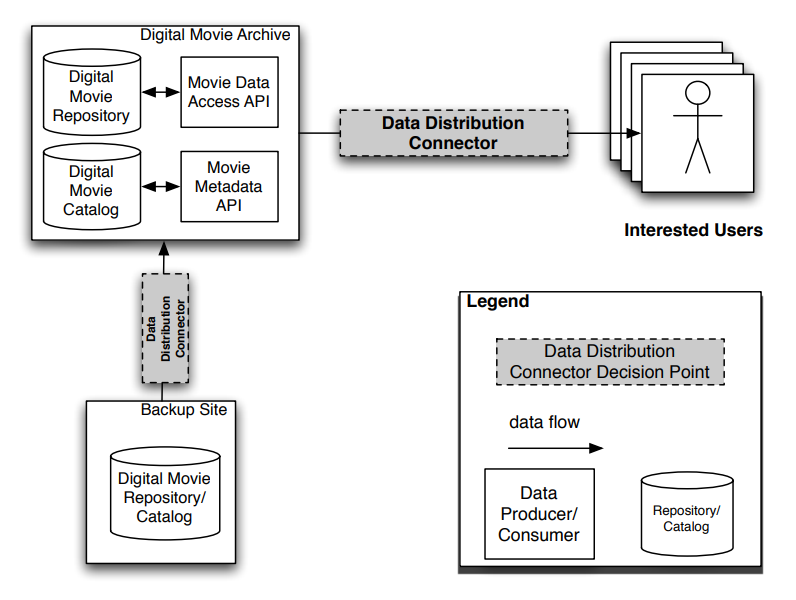 Digital Movie Archive
Digital
Movie
Repository
Movie Data
Access API
Digital
Movie
Catalog
Movie
Metadata
API
Data Distribution
Connector
Interested Users
Data
Distribution
Connector
Backup Site
Digital Movie
Repository/
Catalog
Legend
Data Distribution
Connector Decision Point
data flow
Data
Producer/
Consumer
Repository/
Catalog